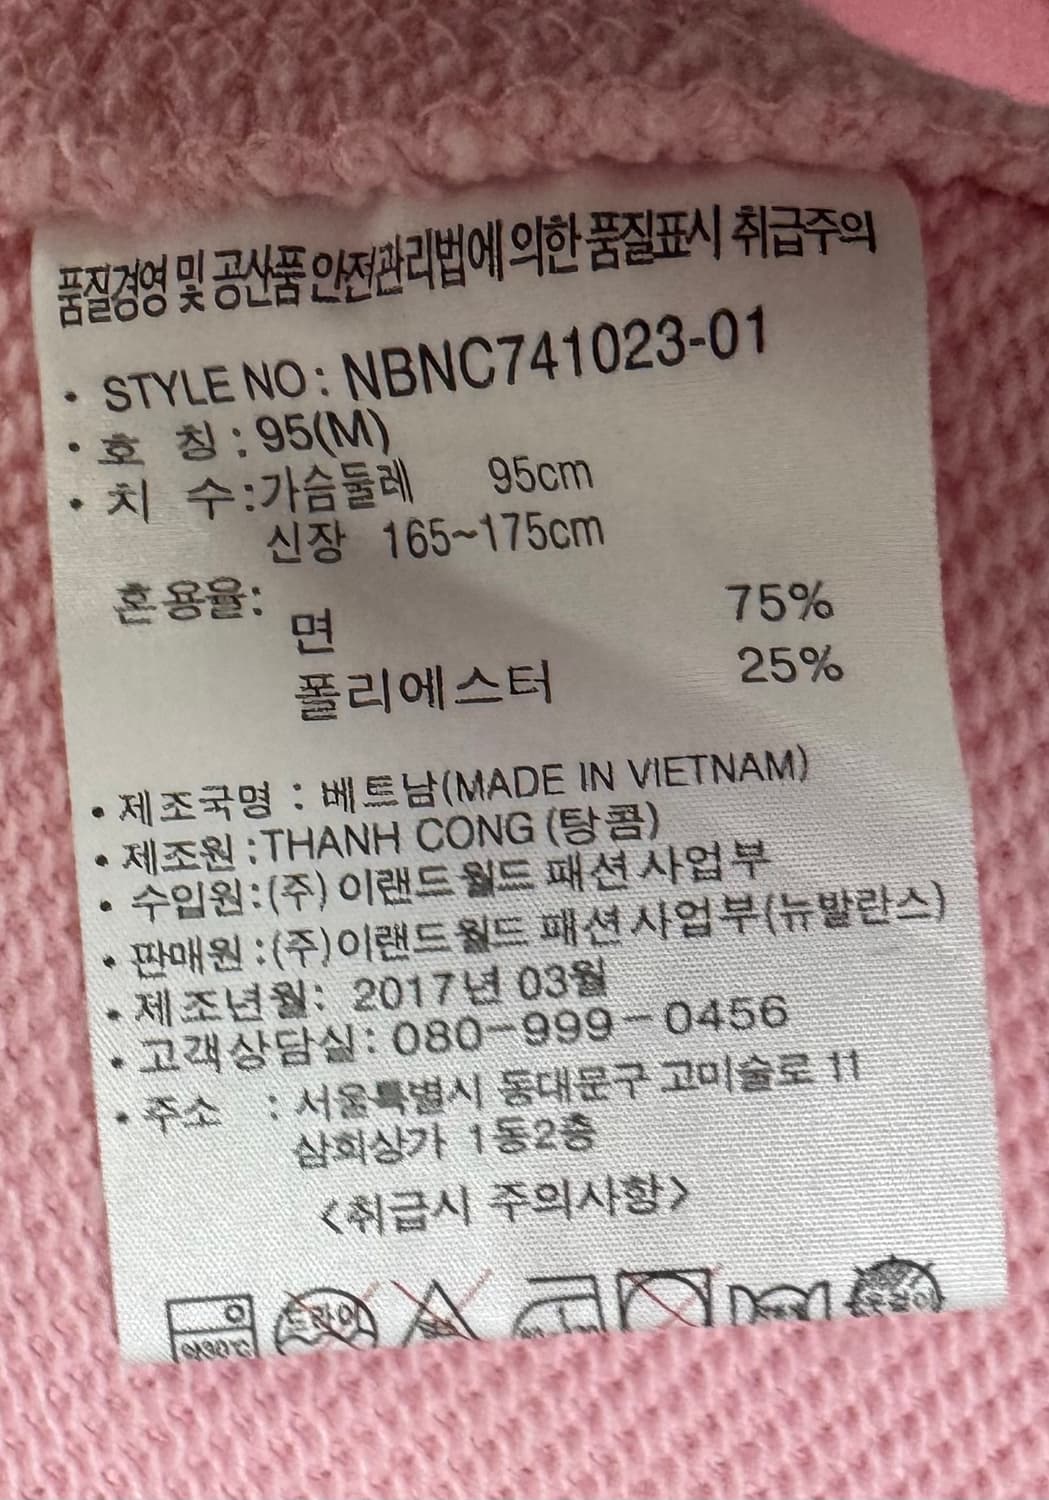 품질경영 및 공산품 안전관리법에 의한 품질표시 취급주의
• STYLE NO : NBNC741023-01
• 호 칭 : 95(M)
• 치 수 : 가슴둘레 95cm
신장 165~175cm
혼용율:
면 75%
폴리에스터 25%
• 제조국명 : 베트남(MADE IN VIETNAM)
• 제조원 : THANH CONG (탕콤)
• 수입원 : (주) 이랜드월드 패션사업부
• 판매원 : (주)이랜드월드 패션사업부(뉴발란스)
• 제조년월: 2017년 03월
• 고객상담실: 080-999-0456
• 주소 : 서울특별시 동대문구 고미술로 11
삼희상가 1동2층
<취급시 주의사항>
약30℃ 드라이